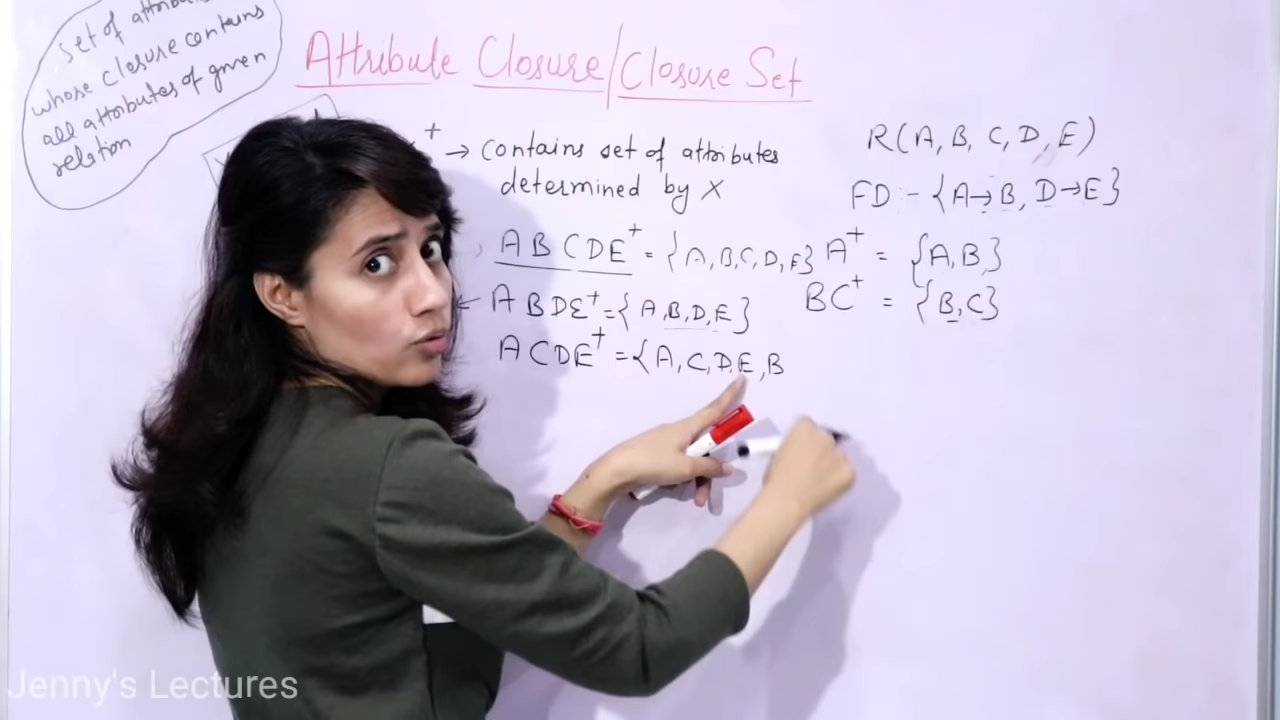 Set of attribu
whose closure contains
all attributes of given
relation
Attribute Closure/Closure Set
+ → contains set of attributes
determined by X
ABCDE+ = {A,B,C,D,E}
ABDE+ = {A,B,D,E}
ACDE+ = {A,C,D,E,B
R(A, B, C, D, E)
FD :- {A→B, D→E}
A+ = {A,B}
BC+ = {B,C}
Jenny's Lectures